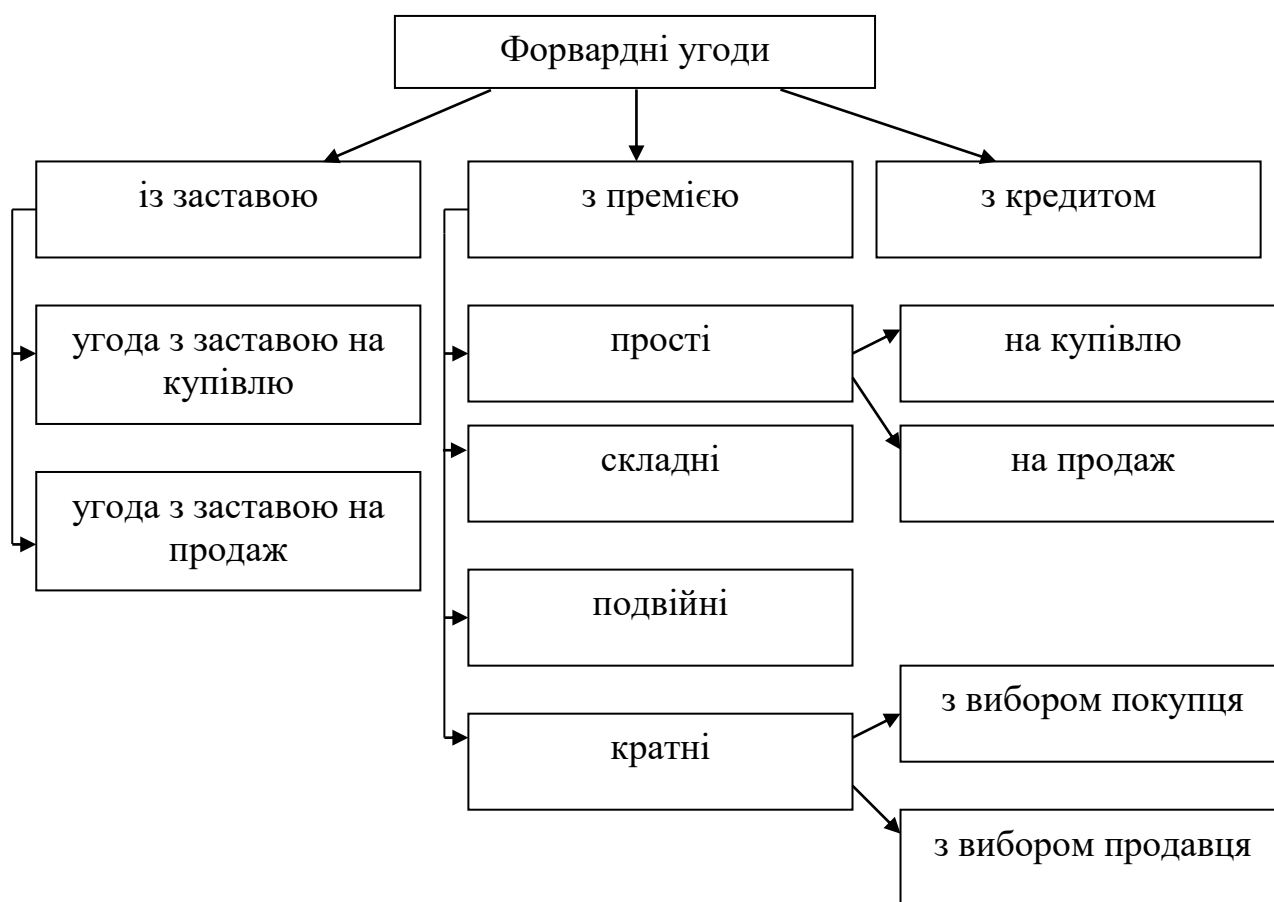 Форвардні угоди
із заставою
з премією
з кредитом
угода з заставою на
купівлю
прості
на купівлю
складні
на продаж
угода з заставою на
продаж
подвійні
з вибором покупця
кратні
з вибором продавця